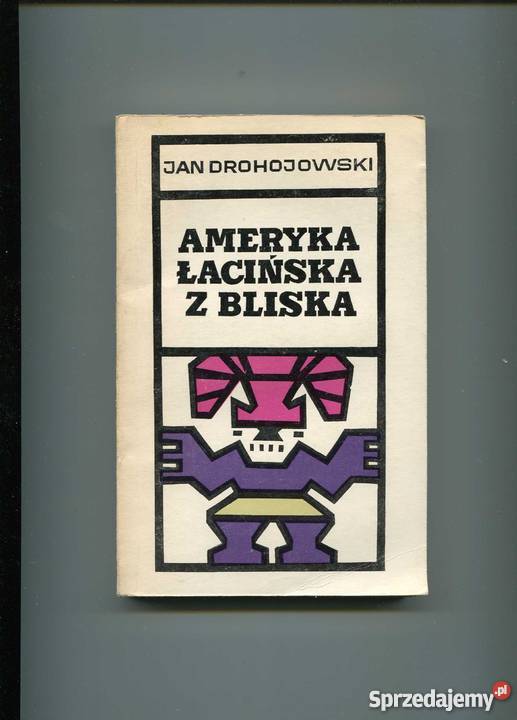 JAN DROHOJOWSKI
AMERYKA
ŁACIŃSKA
Z BLISKA
Sprzedajemy.pl